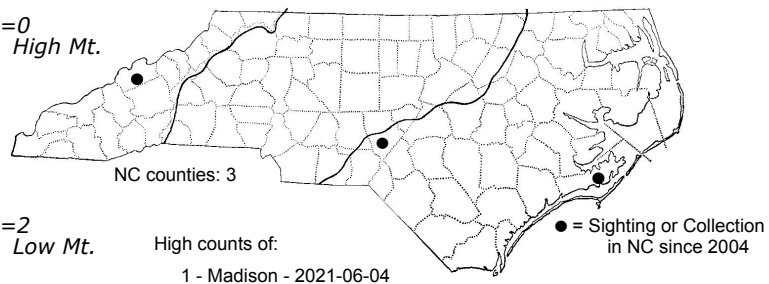 =0
High Mt.
NC counties: 3
=2
Low Mt.
High counts of:
1 - Madison - 2021-06-04
● = Sighting or Collection
in NC since 2004